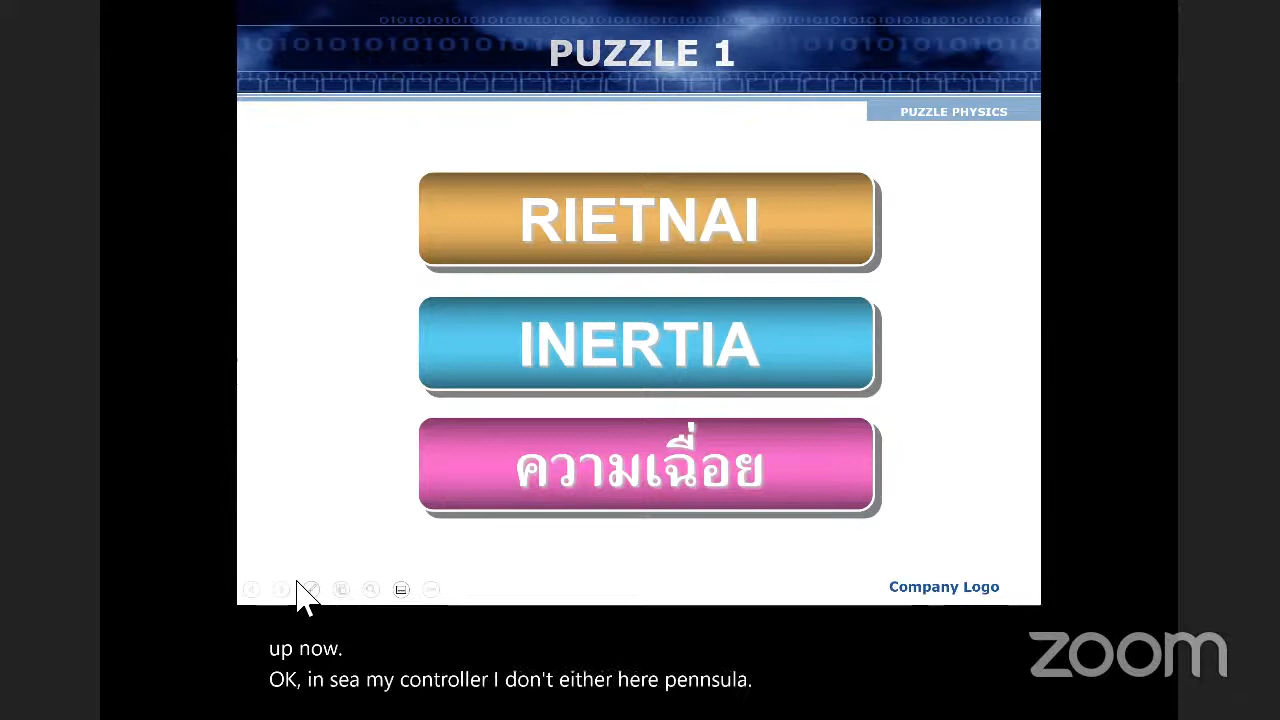 PUZZLE 1
PUZZLE PHYSICS
RIETNAI
INERTIA
ความเฉื่อย
Company Logo
up now.
OK, in sea my controller I don't either here pennsula.
zoom